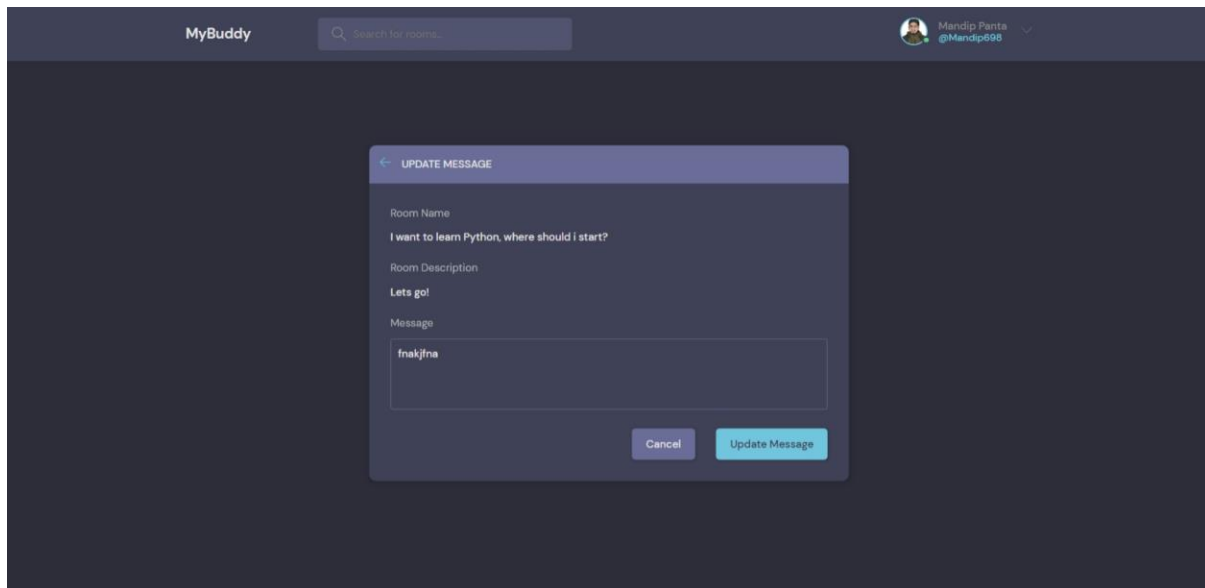 MyBuddy
Search for rooms...
Mandip Panta
@Mandip698
UPDATE MESSAGE
Room Name
I want to learn Python, where should i start?
Room Description
Lets go!
Message
fnakjfna
Cancel
Update Message